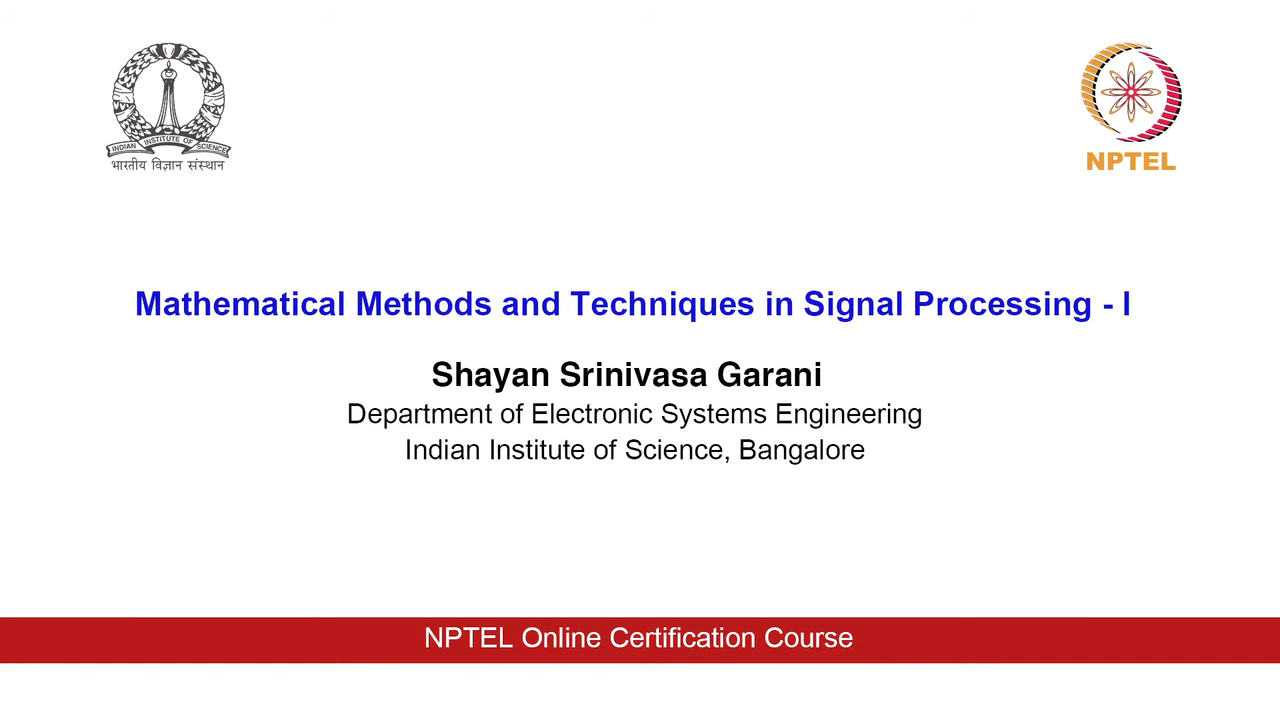 INDIAN INSTITUTE OF SCIENCE
भारतीय विज्ञान संस्थान
NPTEL
Mathematical Methods and Techniques in Signal Processing - I
Shayan Srinivasa Garani
Department of Electronic Systems Engineering
Indian Institute of Science, Bangalore
NPTEL Online Certification Course